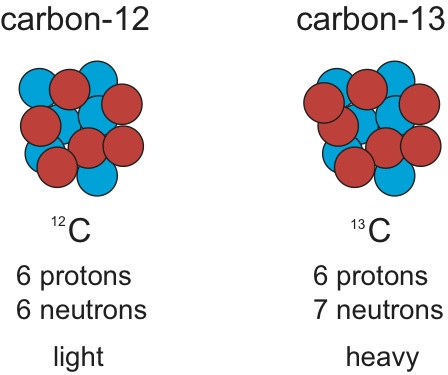 carbon-12
¹²C
6 protons
6 neutrons
light
carbon-13
¹³C
6 protons
7 neutrons
heavy